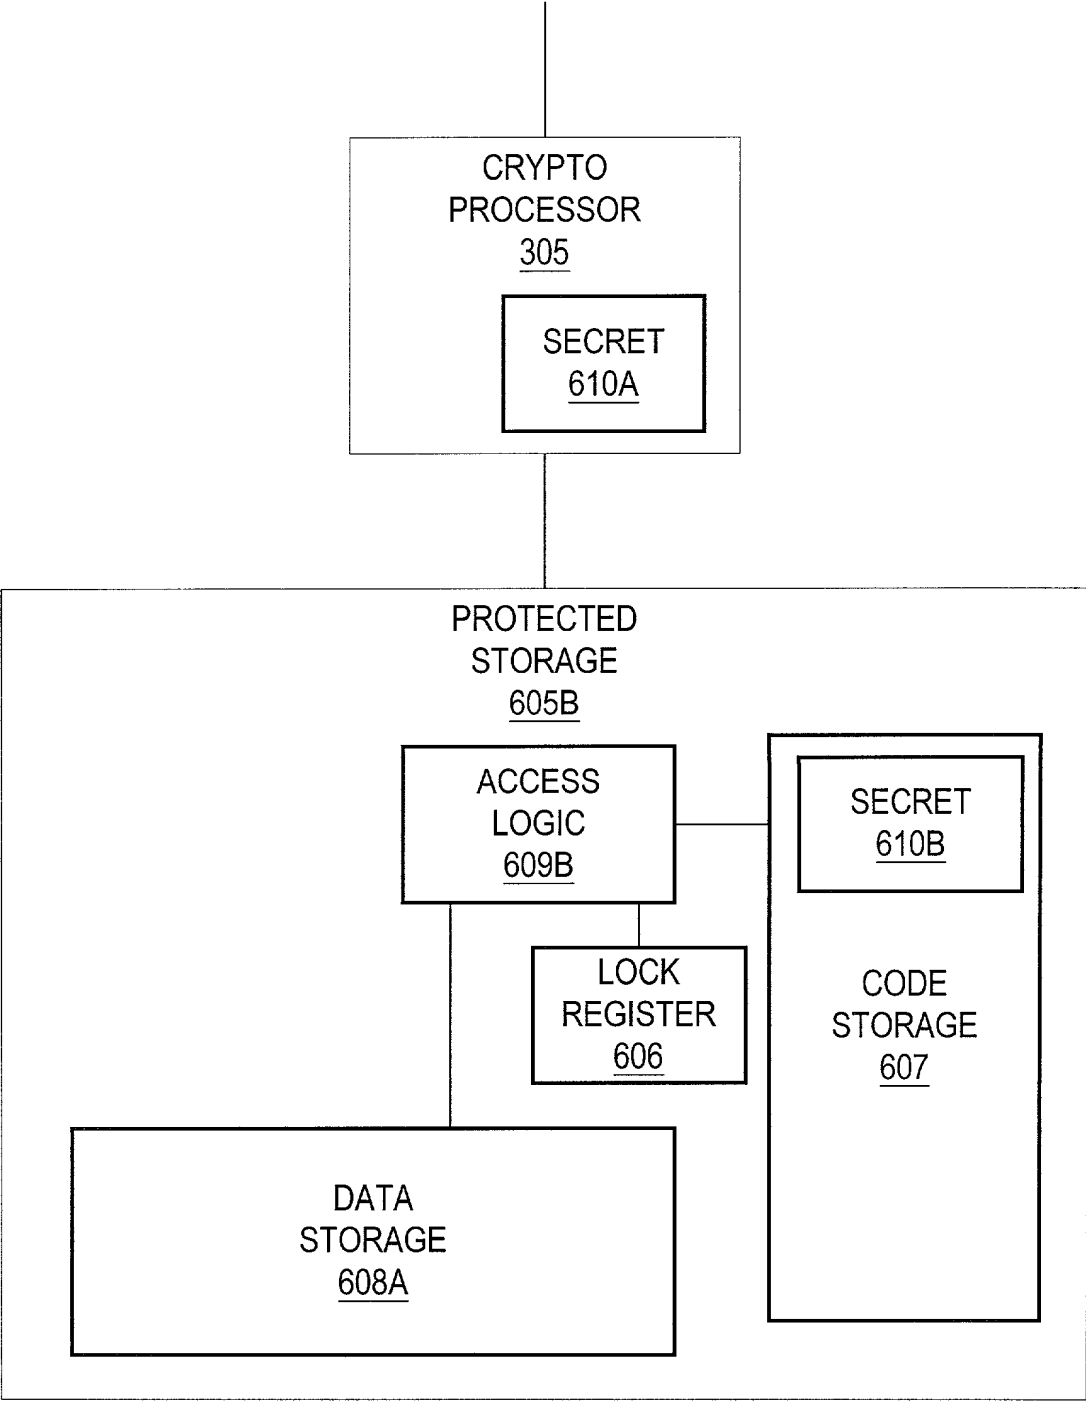 CRYPTO
PROCESSOR
305
SECRET
610A
PROTECTED
STORAGE
605B
ACCESS
LOGIC
609B
SECRET
610B
LOCK
REGISTER
606
CODE
STORAGE
607
DATA
STORAGE
608A